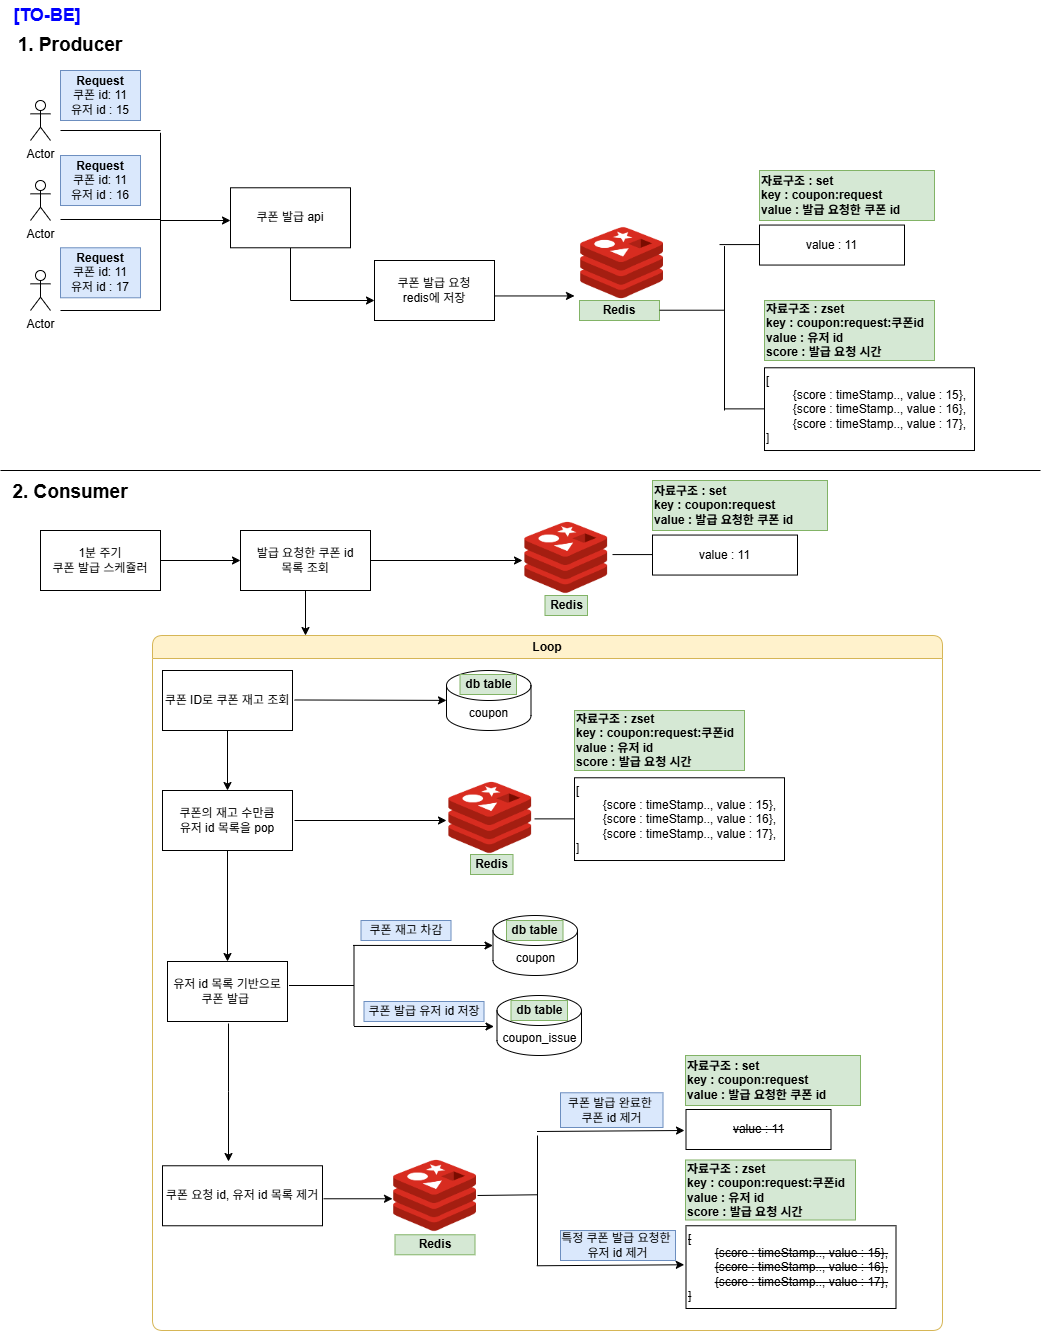 [TO-BE]
1. Producer
Request
쿠폰 id: 11
유저 id : 15
Actor
Request
쿠폰 id: 11
유저 id : 16
Actor
Request
쿠폰 id: 11
유저 id : 17
Actor
쿠폰 발급 api
쿠폰 발급 요청
redis에 저장
Redis
자료구조 : set
key : coupon:request
value : 발급 요청한 쿠폰 id
value : 11
자료구조 : zset
key : coupon:request:쿠폰id
value : 유저 id
score : 발급 요청 시간
[
{score : timeStamp.., value : 15},
{score : timeStamp.., value : 16},
{score : timeStamp.., value : 17},
]
2. Consumer
1분 주기
쿠폰 발급 스케쥴러
발급 요청한 쿠폰 id
목록 조회
Redis
자료구조 : set
key : coupon:request
value : 발급 요청한 쿠폰 id
value : 11
Loop
쿠폰 ID로 쿠폰 재고 조회
db table
coupon
쿠폰의 재고 수만큼
유저 id 목록을 pop
Redis
자료구조 : zset
key : coupon:request:쿠폰id
value : 유저 id
score : 발급 요청 시간
[
{score : timeStamp.., value : 15},
{score : timeStamp.., value : 16},
{score : timeStamp.., value : 17},
]
유저 id 목록 기반으로
쿠폰 발급
쿠폰 재고 차감
db table
coupon
쿠폰 발급 유저 id 저장
db table
coupon_issue
쿠폰 요청 id, 유저 id 목록 제거
Redis
쿠폰 발급 완료한
쿠폰 id 제거
자료구조 : set
key : coupon:request
value : 발급 요청한 쿠폰 id
value : 11
특정 쿠폰 발급 요청한
유저 id 제거
자료구조 : zset
key : coupon:request:쿠폰id
value : 유저 id
score : 발급 요청 시간
[
{score : timeStamp.., value : 15},
{score : timeStamp.., value : 16},
{score : timeStamp.., value : 17},
]